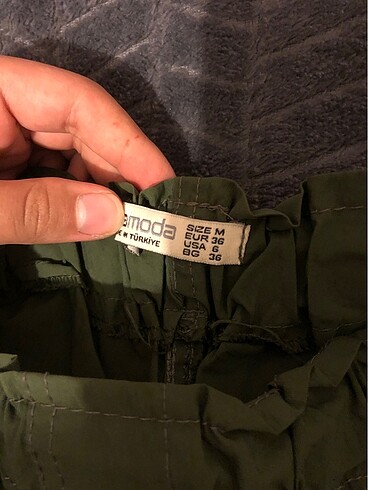 moda
TÜRKİYE
SIZE M
EUR 36
USA 6
BG 36